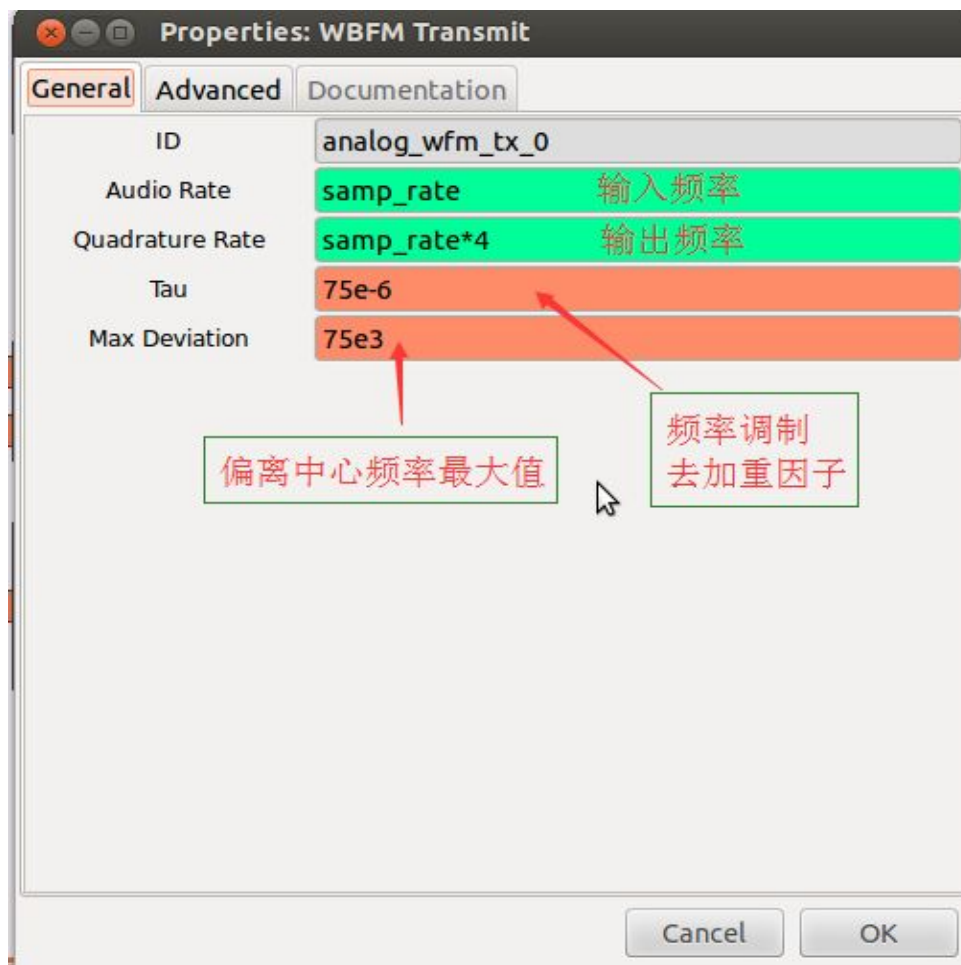 Properties: WBFM Transmit
General Advanced Documentation
ID analog_wfm_tx_0
Audio Rate samp_rate 输入频率
Quadrature Rate samp_rate*4 输出频率
Tau 75e-6
Max Deviation 75e3
频率调制
去加重因子
偏离中心频率最大值
Cancel OK